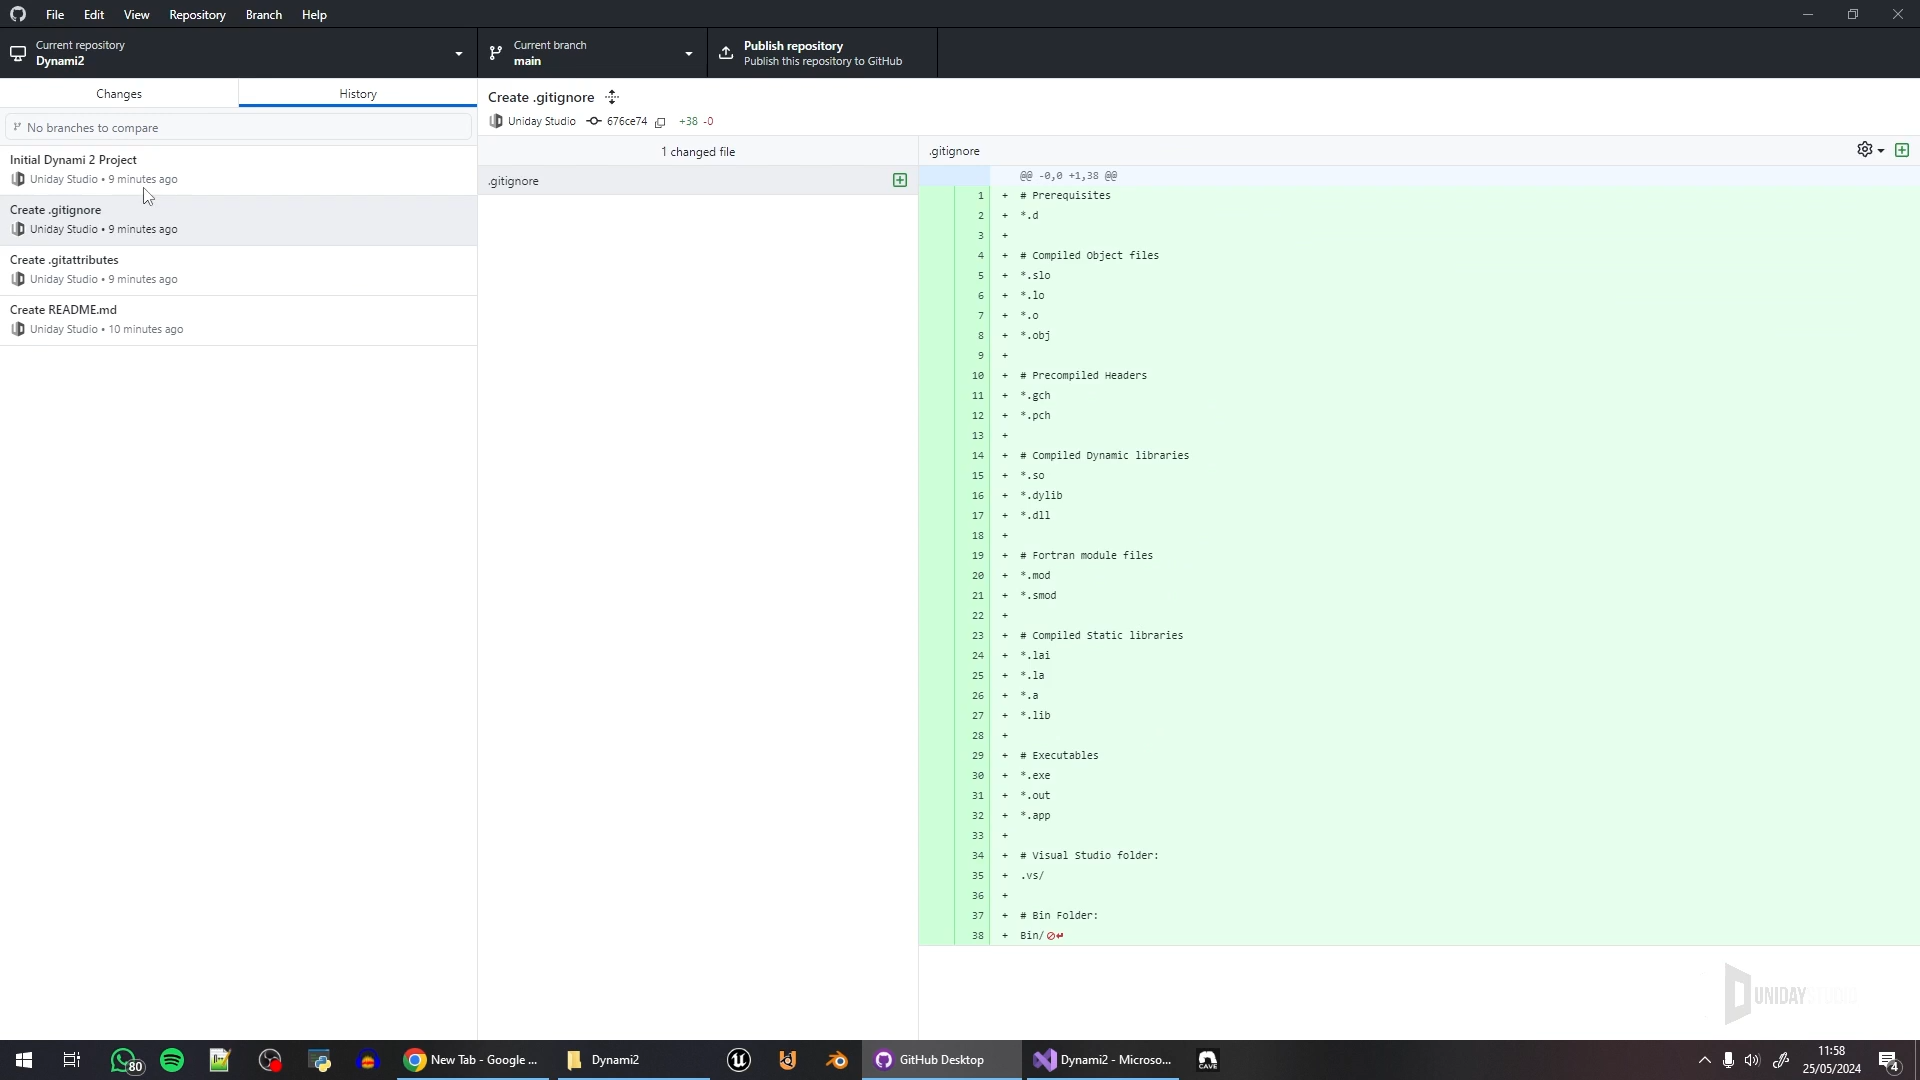 File Edit View Repository Branch Help
Current repository
Dynami2
Current branch
main
Publish repository
Publish this repository to GitHub
Changes
History
No branches to compare
Initial Dynami 2 Project
Uniday Studio • 9 minutes ago
Create .gitignore
Uniday Studio • 9 minutes ago
Create .gitattributes
Uniday Studio • 9 minutes ago
Create README.md
Uniday Studio • 10 minutes ago
Create .gitignore
Uniday Studio 676ce74 +38 -0
1 changed file
.gitignore
.gitignore
@@ -0,0 +1,38 @@
1 + # Prerequisites
2 + *.d
3 +
4 + # Compiled Object files
5 + *.slo
6 + *.lo
7 + *.o
8 + *.obj
9 +
10 + # Precompiled Headers
11 + *.gch
12 + *.pch
13 +
14 + # Compiled Dynamic libraries
15 + *.so
16 + *.dylib
17 + *.dll
18 +
19 + # Fortran module files
20 + *.mod
21 + *.smod
22 +
23 + # Compiled Static libraries
24 + *.lai
25 + *.la
26 + *.a
27 + *.lib
28 +
29 + # Executables
30 + *.exe
31 + *.out
32 + *.app
33 +
34 + # Visual Studio folder:
35 + .vs/
36 +
37 + # Bin Folder:
38 + Bin/
UNIDAY STUDIO
80
New Tab - Google ...
Dynami2
GitHub Desktop
Dynami2 - Microso...
CAVE
11:58
25/05/2024
4